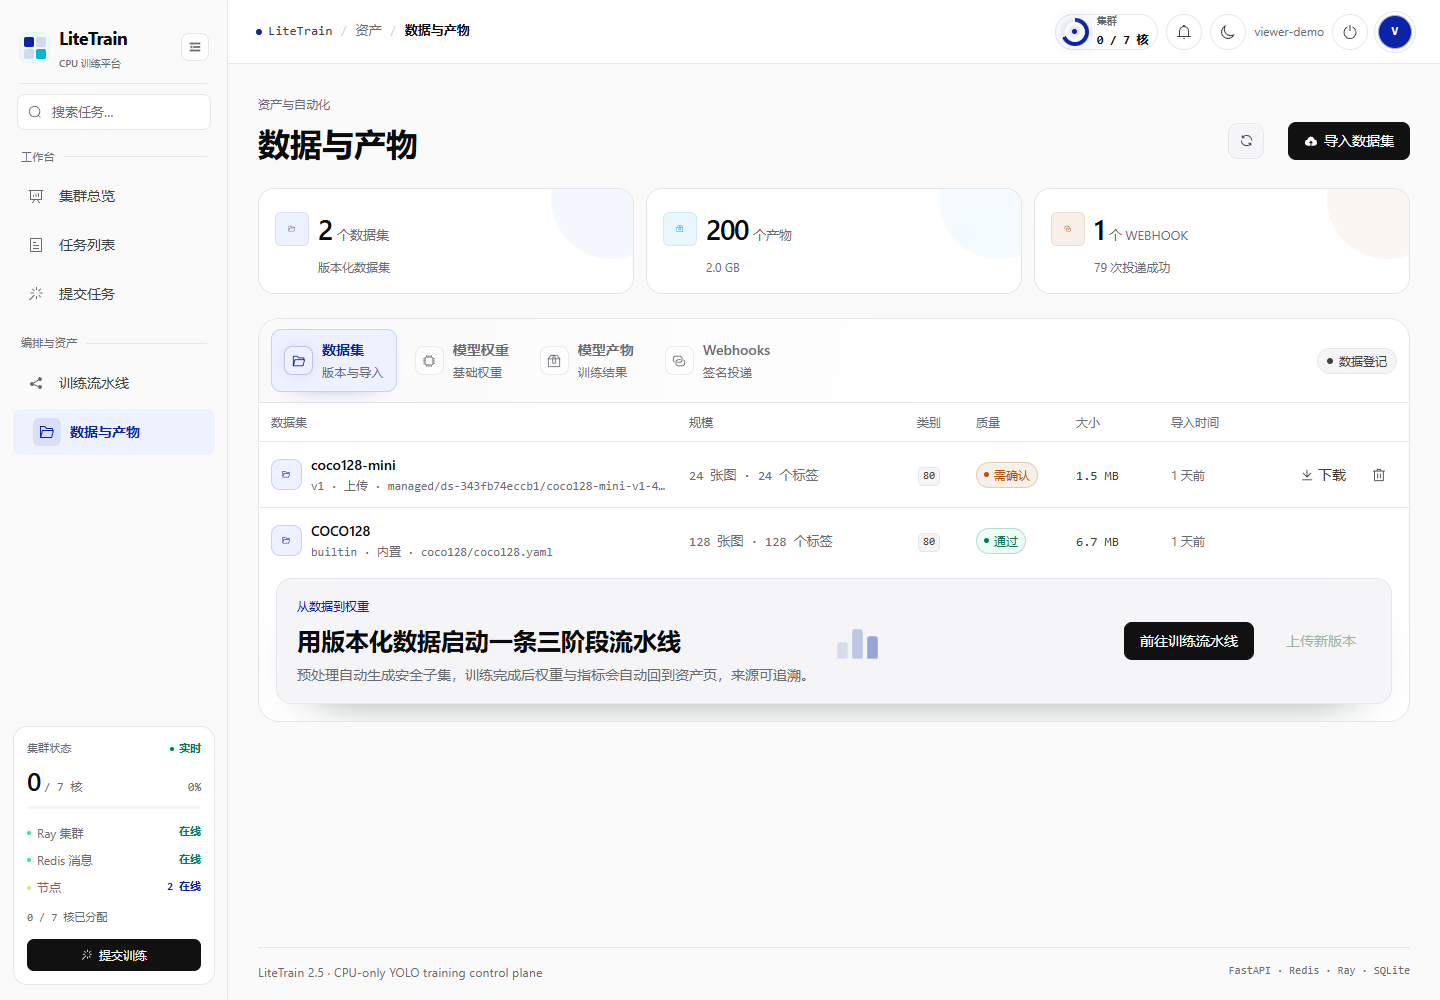 LiteTrain
CPU 训练平台
搜索任务...
工作台
集群总览
任务列表
提交任务
编排与资产
训练流水线
数据与产物
集群状态
实时
0 / 7 核
0%
Ray 集群
在线
Redis 消息
在线
节点
2 在线
0 / 7 核已分配
提交训练
LiteTrain / 资产 / 数据与产物
集群
0 / 7 核
viewer-demo
V
资产与自动化
数据与产物
导入数据集
2 个数据集
版本化数据集
200 个产物
2.0 GB
1 个 WEBHOOK
79 次投递成功
数据集
版本与导入
模型权重
基础权重
模型产物
训练结果
Webhooks
签名投递
数据登记
数据集 规模 类别 质量 大小 导入时间
coco128-mini
v1 · 上传 · managed/ds-343fb74eccb1/coco128-mini-v1-4…
24 张图 · 24 个标签
80
需确认
1.5 MB
1 天前
下载
COCO128
builtin · 内置 · coco128/coco128.yaml
128 张图 · 128 个标签
80
通过
6.7 MB
1 天前
从数据到权重
用版本化数据启动一条三阶段流水线
预处理自动生成安全子集，训练完成后权重与指标会自动回到资产页，来源可追溯。
前往训练流水线
上传新版本
LiteTrain 2.5 · CPU-only YOLO training control plane
FastAPI · Redis · Ray · SQLite